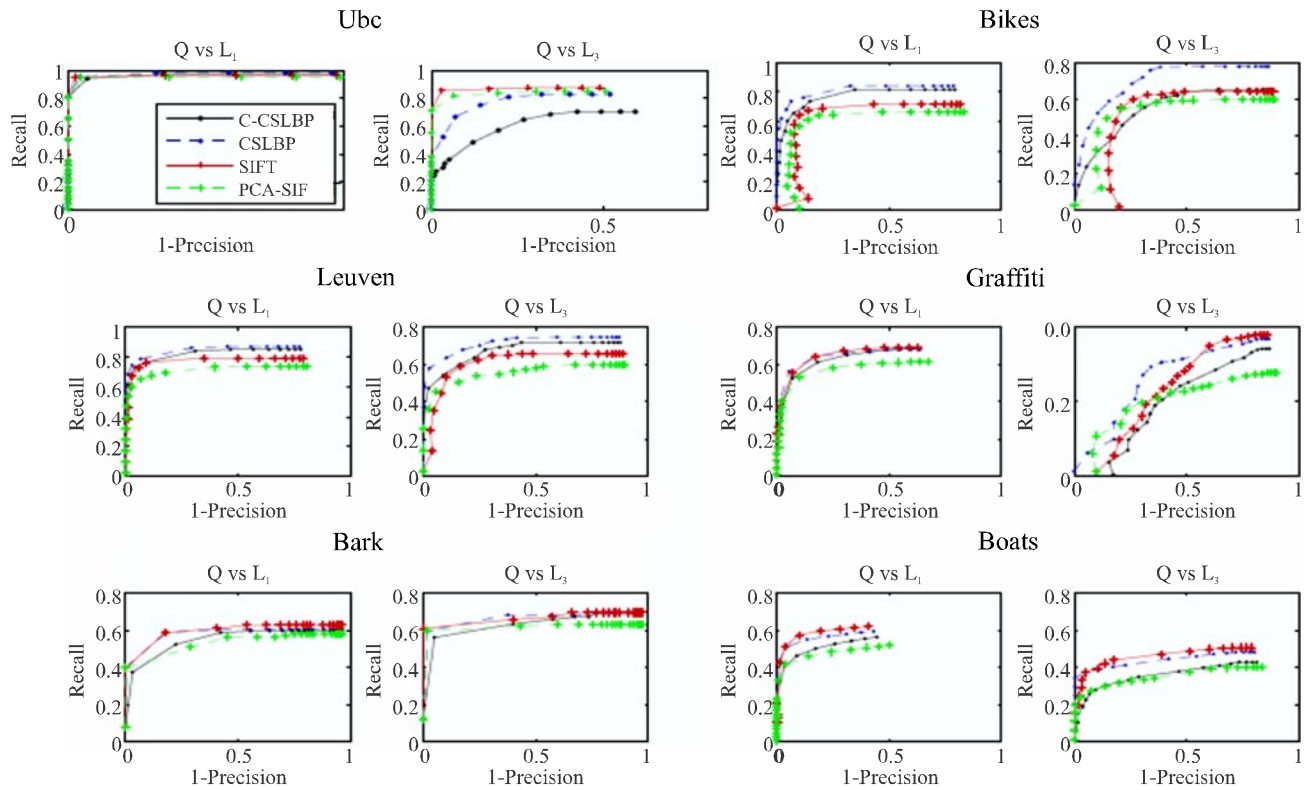 Ubc
Q vs L1
Q vs L3
Recall
1
0.8
0.6
0.4
0.2
0
C-CSLBP
CSLBP
SIFT
PCA-SIF
1-Precision
Recall
1
0.8
0.6
0.4
0.2
0
0.5
1-Precision
Bikes
Q vs L1
Q vs L3
Recall
1
0.8
0.6
0.4
0.2
0
0 0.5 1
1-Precision
Recall
0.8
0.6
0.4
0.2
0
0 0.5 1
1-Precision
Leuven
Q vs L1
Q vs L3
Recall
1
0.8
0.6
0.4
0.2
0
0 0.5 1
1-Precision
Recall
0.8
0.6
0.4
0.2
0
0 0.5 1
1-Precision
Graffiti
Q vs L1
Q vs L3
Recall
0.8
0.6
0.4
0.2
0
0 0.5 1
1-Precision
Recall
0.0
0.2
0
0 0.5 1
1-Precision
Bark
Q vs L1
Q vs L3
Recall
0.8
0.6
0.4
0.2
0
0 0.5 1
1-Precision
Recall
0.8
0.6
0.4
0.2
0
0 0.5 1
1-Precision
Boats
Q vs L1
Q vs L3
Recall
0.8
0.6
0.4
0.2
0
0 0.5 1
1-Precision
Recall
0.8
0.6
0.4
0.2
0
0 0.5 1
1-Precision